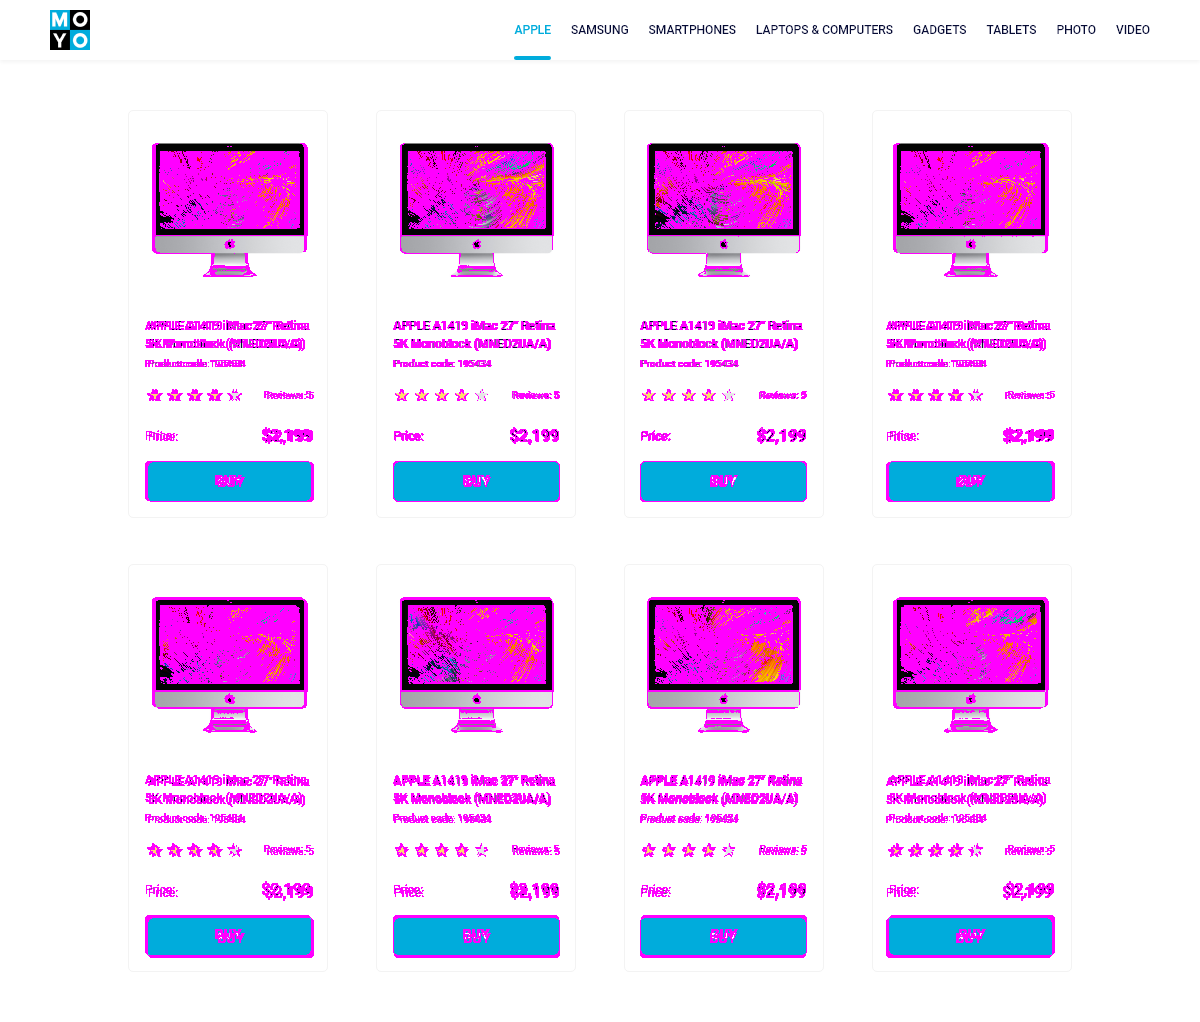 MO
YO
APPLE SAMSUNG SMARTPHONES LAPTOPS & COMPUTERS GADGETS TABLETS PHOTO VIDEO
APPLE A1419 iMac 27" Retina
5K Monoblock (MNED2UA/A)
Product code: 195434
Reviews: 5
Price: $2,199
BUY
APPLE A1419 iMac 27" Retina
5K Monoblock (MNED2UA/A)
Product code: 195434
Reviews: 5
Price: $2,199
BUY
APPLE A1419 iMac 27" Retina
5K Monoblock (MNED2UA/A)
Product code: 195434
Reviews: 5
Price: $2,199
BUY
APPLE A1419 iMac 27" Retina
5K Monoblock (MNED2UA/A)
Product code: 195434
Reviews: 5
Price: $2,199
BUY
APPLE A1419 iMac 27" Retina
5K Monoblock (MNED2UA/A)
Product code: 195434
Reviews: 5
Price: $2,199
BUY
APPLE A1419 iMac 27" Retina
5K Monoblock (MNED2UA/A)
Product code: 195434
Reviews: 5
Price: $2,199
BUY
APPLE A1419 iMac 27" Retina
5K Monoblock (MNED2UA/A)
Product code: 195434
Reviews: 5
Price: $2,199
BUY
APPLE A1419 iMac 27" Retina
5K Monoblock (MNED2UA/A)
Product code: 195434
Reviews: 5
Price: $2,199
BUY